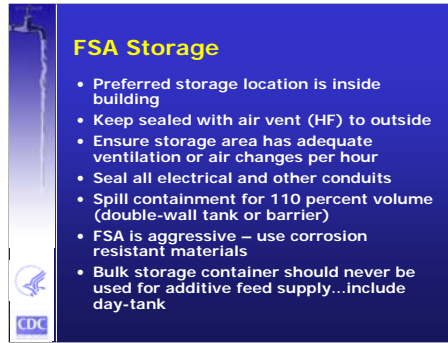 FSA Storage
• Preferred storage location is inside
building
• Keep sealed with air vent (HF) to outside
• Ensure storage area has adequate
ventilation or air changes per hour
• Seal all electrical and other conduits
• Spill containment for 110 percent volume
(double-wall tank or barrier)
• FSA is aggressive – use corrosion
resistant materials
• Bulk storage container should never be
used for additive feed supply...include
day-tank
CDC